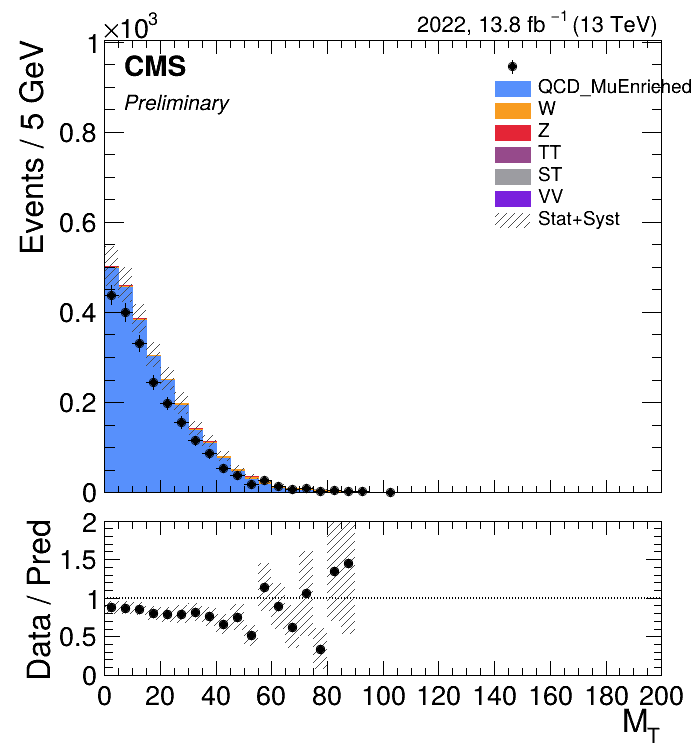 ×10³
2022, 13.8 fb⁻¹ (13 TeV)
CMS
Preliminary
Events / 5 GeV
1
0.8
0.6
0.4
0.2
0
QCD_MuEnriched
W
Z
TT
ST
VV
Stat+Syst
Data / Pred
2
1.5
1
0.5
0
0 20 40 60 80 100 120 140 160 180 200
M_T